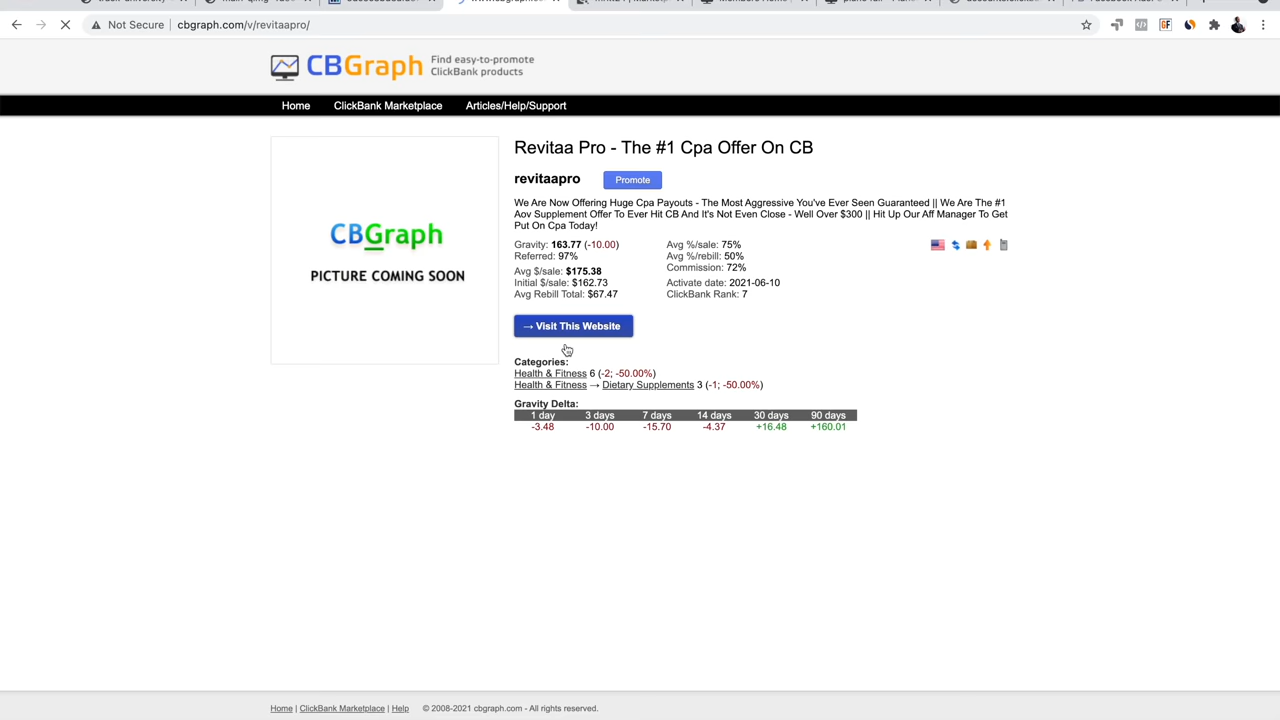 Not Secure
cbgraph.com/v/revitaapro/
CBGraph
Find easy-to-promote
ClickBank products
Home
ClickBank Marketplace
Articles/Help/Support
CBGraph
PICTURE COMING SOON
Revitaa Pro - The #1 Cpa Offer On CB
revitaapro
Promote
We Are Now Offering Huge Cpa Payouts - The Most Aggressive You've Ever Seen Guaranteed || We Are The #1
Aov Supplement Offer To Ever Hit CB And It's Not Even Close - Well Over $300 || Hit Up Our Aff Manager To Get
Put On Cpa Today!
Gravity: 163.77 (-10.00)
Referred: 97%
Avg $/sale: $175.38
Initial $/sale: $162.73
Avg Rebill Total: $67.47
Avg %/sale: 75%
Avg %/rebill: 50%
Commission: 72%
Activate date: 2021-06-10
ClickBank Rank: 7
→ Visit This Website
Categories:
Health & Fitness 6 (-2; -50.00%)
Health & Fitness → Dietary Supplements 3 (-1; -50.00%)
Gravity Delta:
1 day 3 days 7 days 14 days 30 days 90 days
-3.48 -10.00 -15.70 -4.37 +16.48 +160.01
Home | ClickBank Marketplace | Help © 2008-2021 cbgraph.com - All rights reserved.